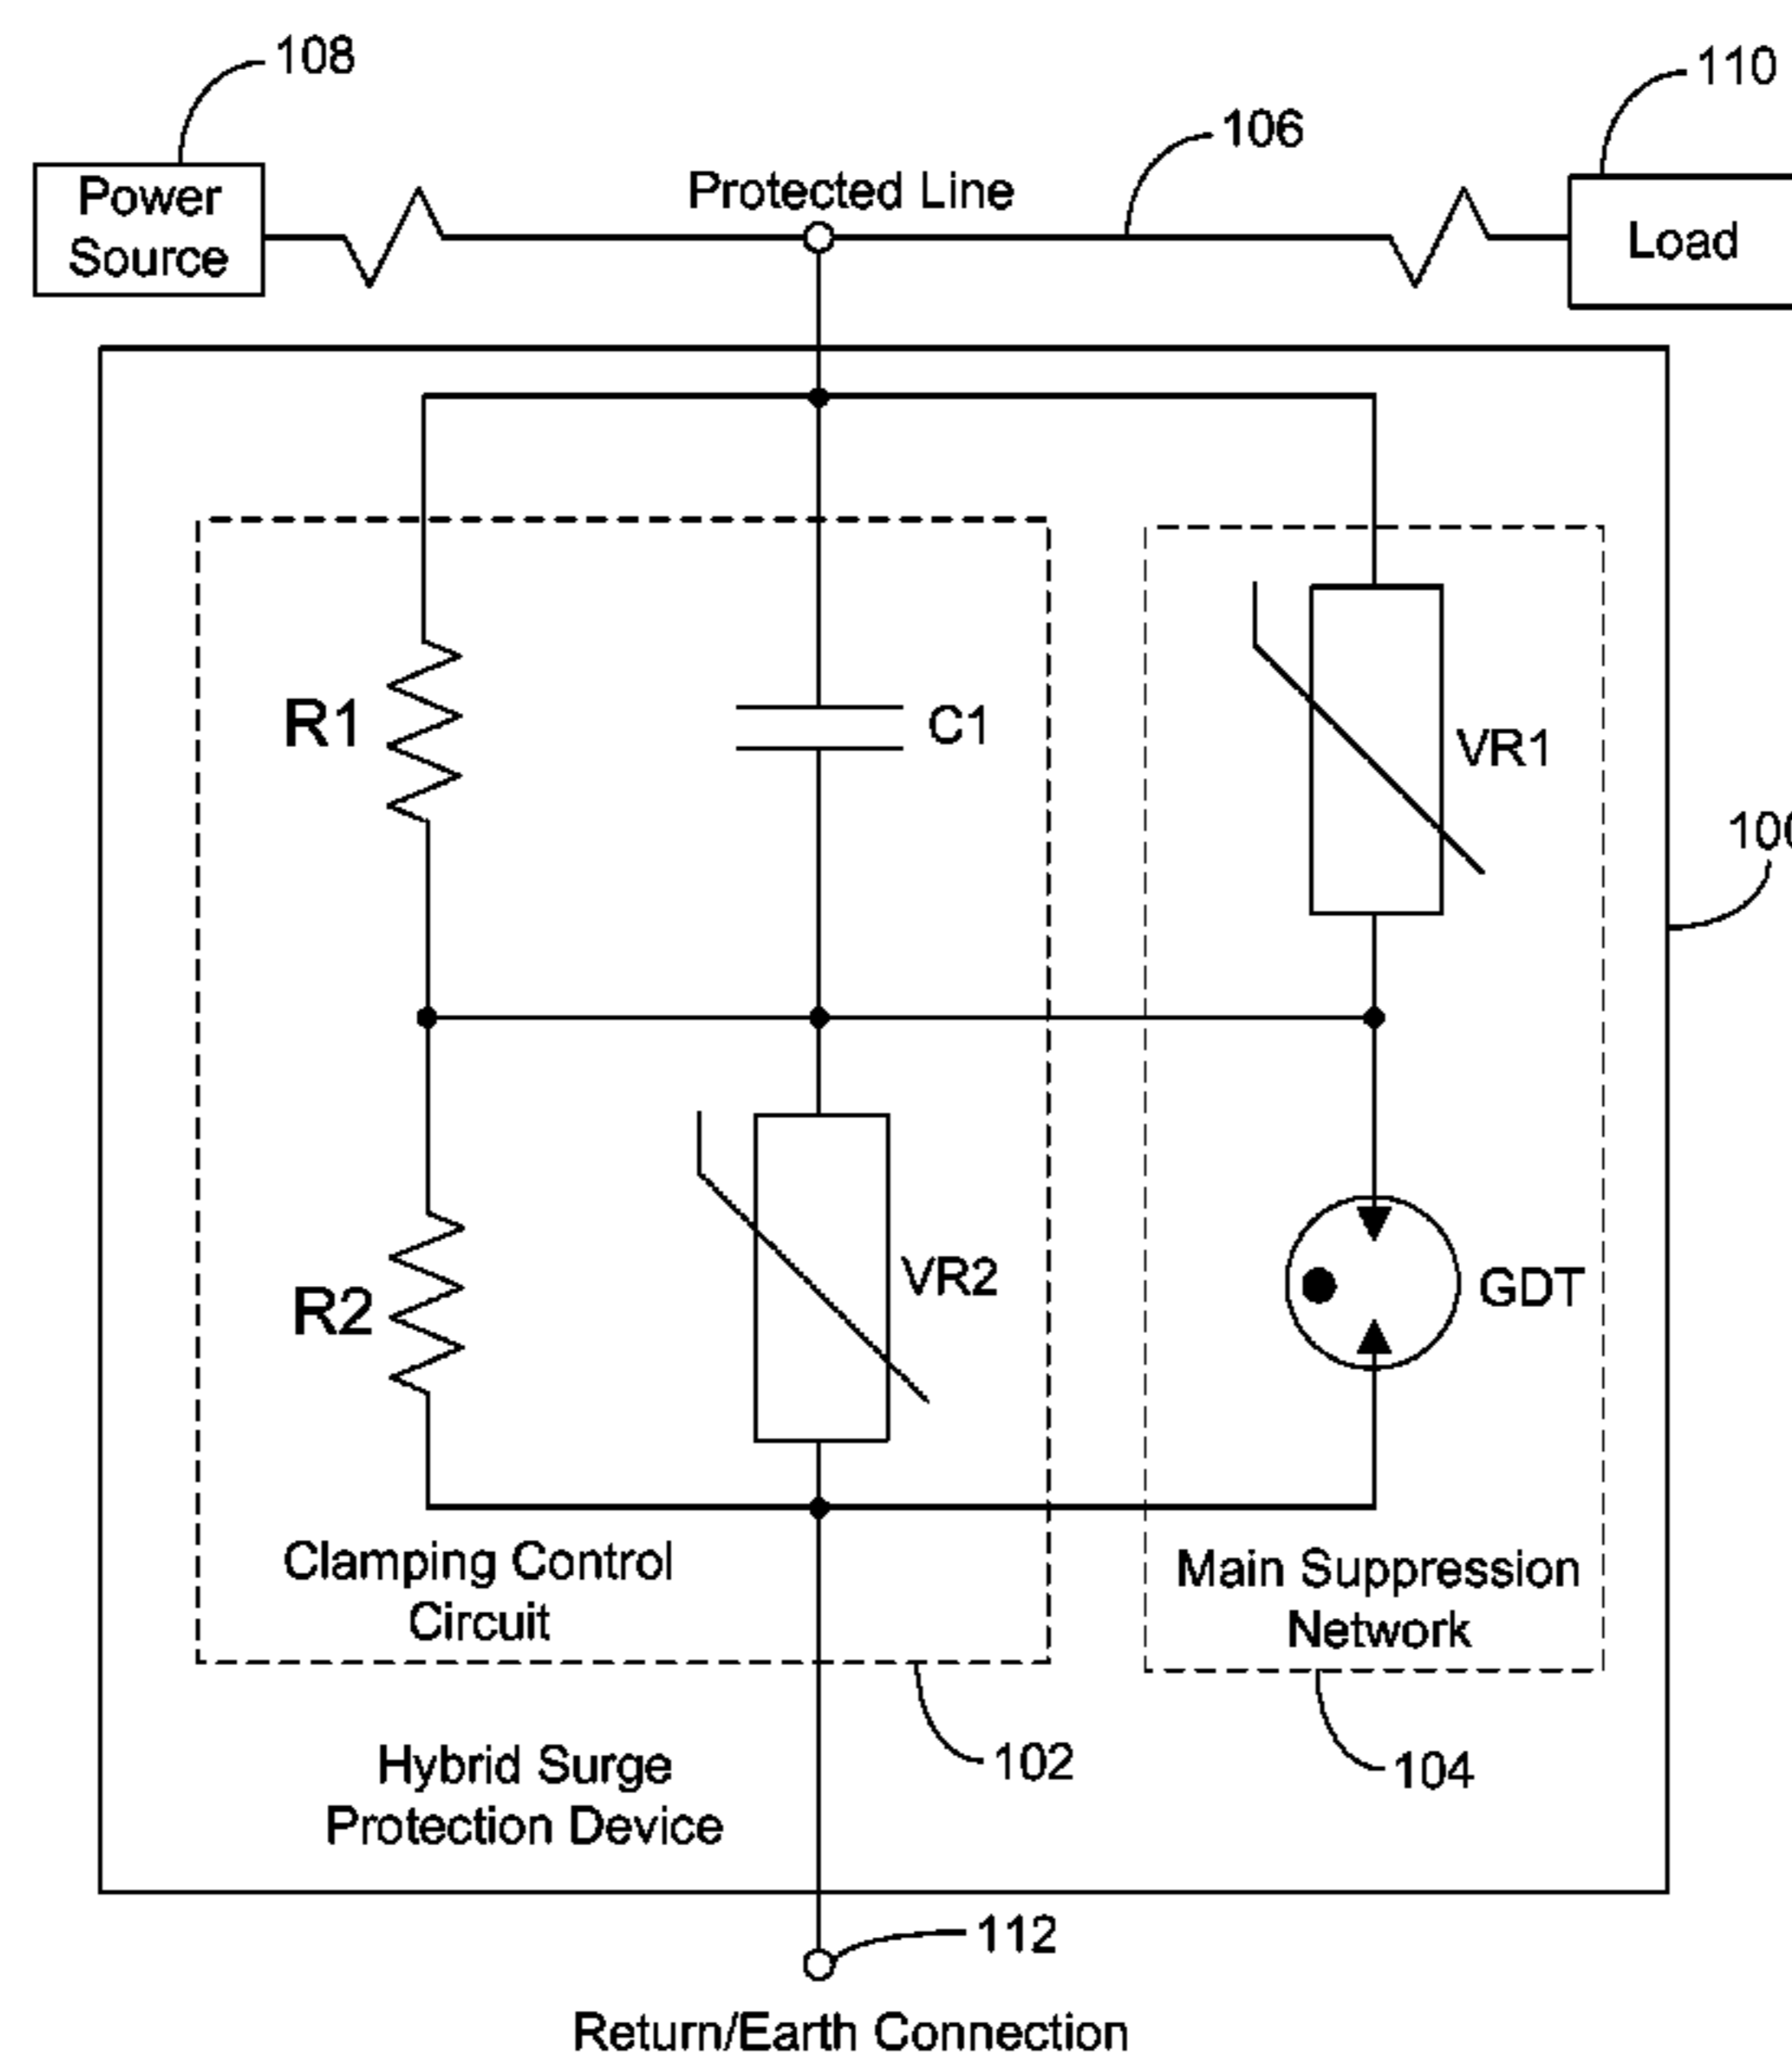 108
110
106
Power
Source
Protected Line
Load
R1
C1
VR1
R2
VR2
GDT
Clamping Control
Circuit
Main Suppression
Network
102
104
Hybrid Surge
Protection Device
112
Return/Earth Connection